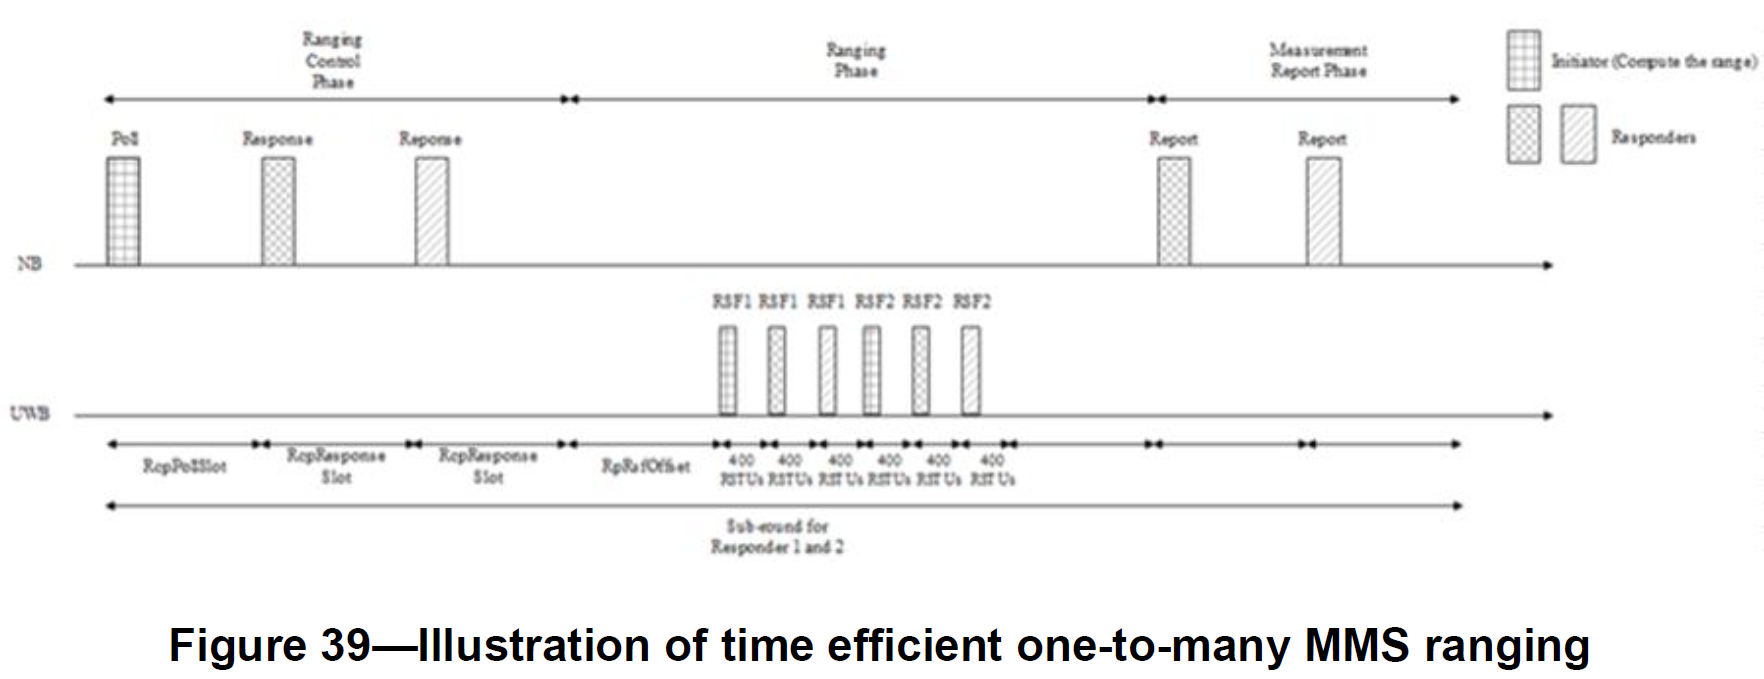 Ranging
Control
Phase
Ranging
Phase
Measurement
Report Phase
Initiator (Compute the range)
Responders
Poll
Response
Reponse
Report
Report
NB
RSF1 RSF1 RSF1 RSF2 RSF2 RSF2
UWB
RcpPollSlot
RcpResponse
Slot
RcpResponse
Slot
RpRsfOffset
400 400 400 400 400 400
RSTUs RSTUs RSTUs RSTUs RSTUs RSTUs
Sub-round for
Responder 1 and 2
Figure 39—Illustration of time efficient one-to-many MMS ranging